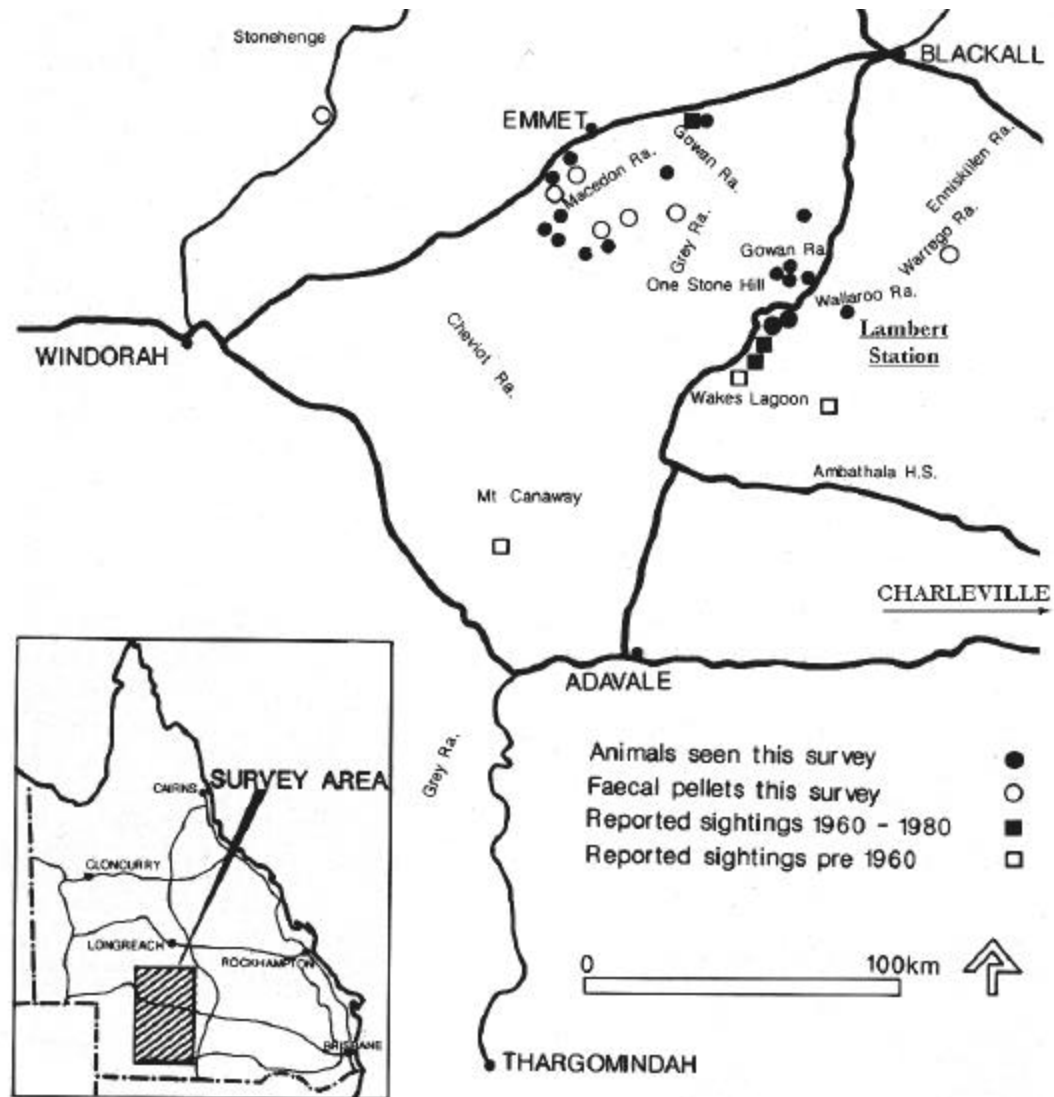 Stonehenge
BLACKALL
EMMET
Gowan Ra.
Macedon Ra.
Enniskillen Ra.
Grey Ra.
Warrego Ra.
Gowan Ra.
One Stone Hill
Wallaroo Ra.
Lambert
Station
WINDORAH
Cheviot Ra.
Wakes Lagoon
Ambathala H.S.
Mt Canaway
CHARLEVILLE
ADAVALE
Grey Ra.
Animals seen this survey
Faecal pellets this survey
Reported sightings 1960 - 1980
Reported sightings pre 1960
0 100km
THARGOMINDAH
SURVEY AREA
CAIRNS
CLONCURRY
LONGREACH
ROCKHAMPTON
BRISBANE